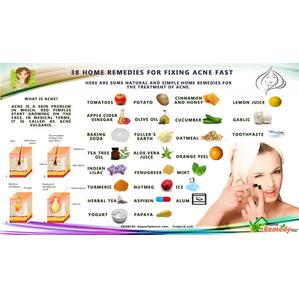 38 HOME REMEDIES FOR FIXING ACNE FAST
HERE ARE SOME NATURAL AND SIMPLE HOME REMEDIES FOR
THE TREATMENT OF ACNE.
WHAT IS ACNE?
ACNE IS A SKIN PROBLEM
IN WHICH, RED PIMPLES
START GROWING ON THE
FACE. IN MEDICAL TERMS,
IT IS CALLED AS ACNE
VULGARIS.
TOMATOES
POTATO
CINNAMON
AND HONEY
LEMON JUICE
APPLE CIDER
VINEGAR
OLIVE OIL
CUCUMBER
GARLIC
BAKING
SODA
FULLER'S
EARTH
OATMEAL
TOOTHPASTE
TEA TREE
OIL
ALOE VERA
JUICE
ORANGE PEEL
INDIAN
LILAC
FENUGREEK
MINT
TURMERIC
NUTMEG
ICE
HERBAL TEA
ASPIRIN
ALUM
YOGURT
PAPAYA
Remedy